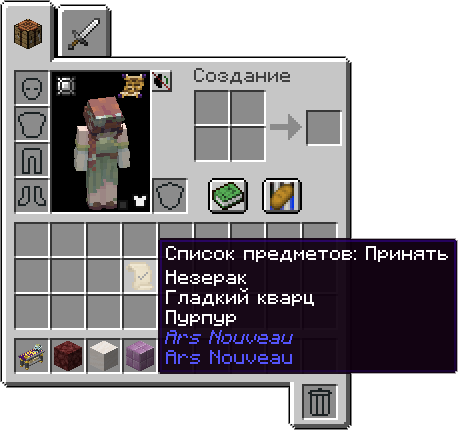 Создание
Список предметов: Принять
Незерак
Гладкий кварц
Пурпур
Ars Nouveau
Ars Nouveau